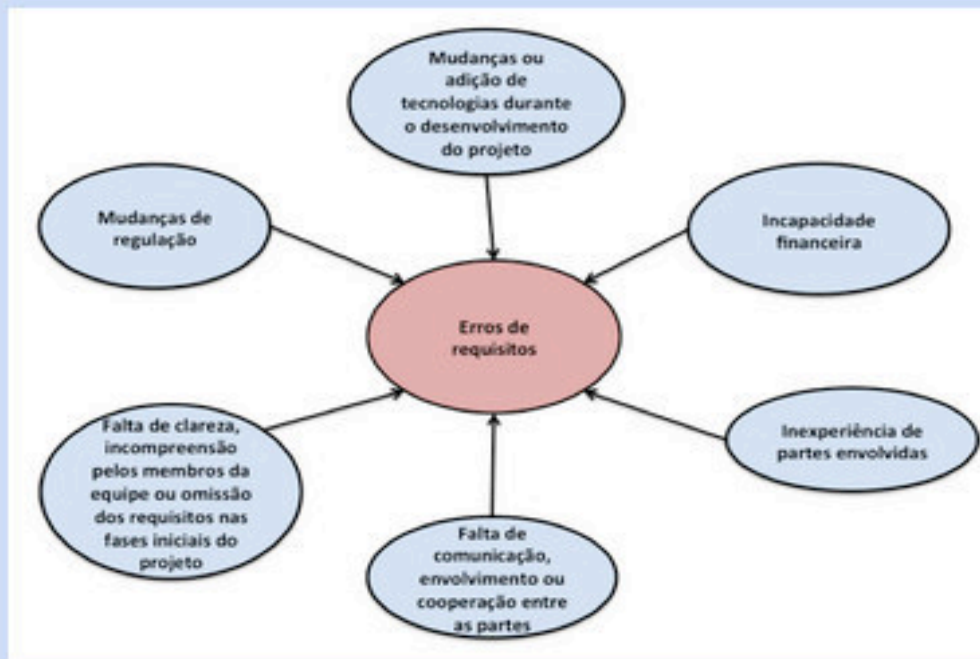 Mudanças ou
adição de
tecnologias durante
o desenvolvimento
do projeto
Mudanças de
regulação
Incapacidade
financeira
Erros de
requisitos
Falta de clareza,
incompreensão
pelos membros da
equipe ou omissão
dos requisitos nas
fases iniciais do
projeto
Inexperiência de
partes envolvidas
Falta de
comunicação,
envolvimento ou
cooperação entre
as partes